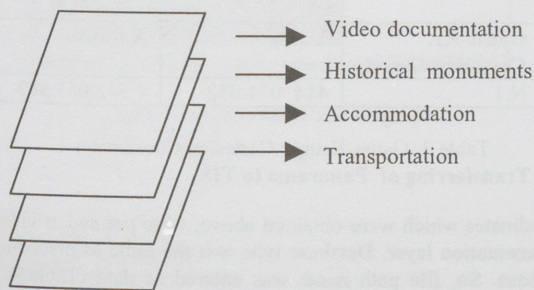 Video documentation
Historical monuments
Accommodation
Transportation